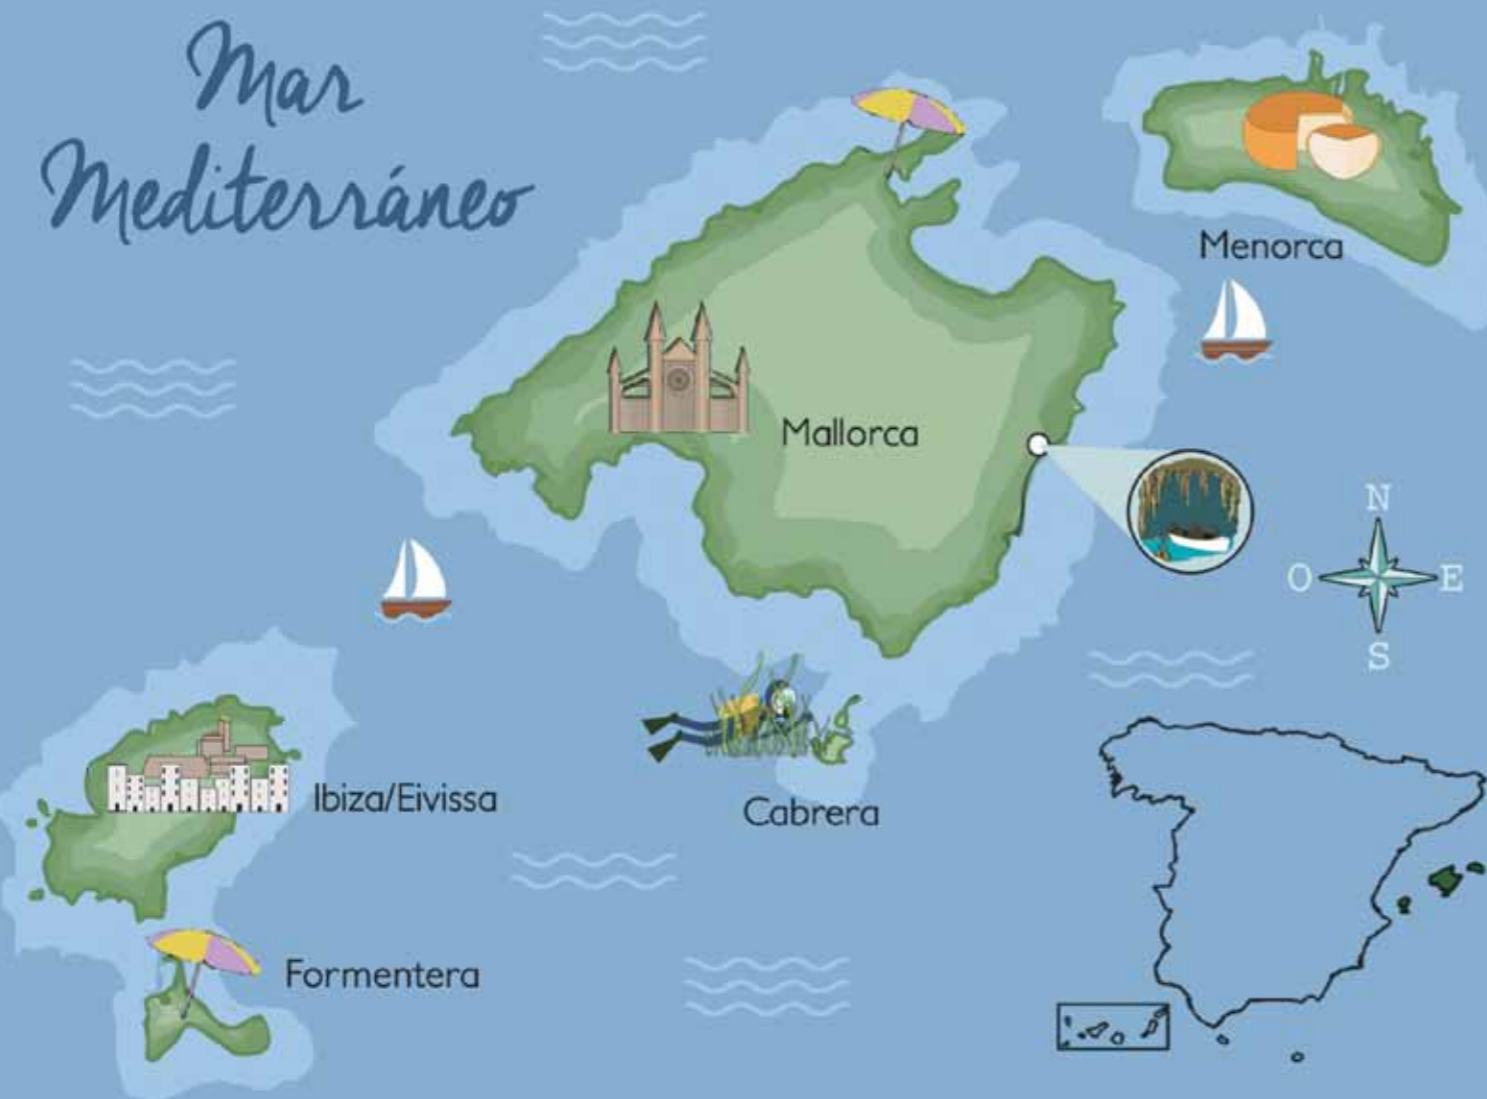 Mar
Mediterráneo
Menorca
Mallorca
N
O E
S
Ibiza/Eivissa
Cabrera
Formentera